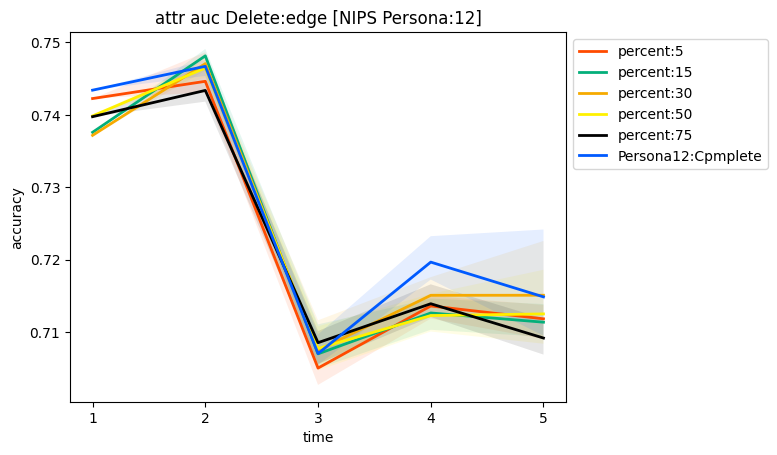 attr auc Delete:edge [NIPS Persona:12]
percent:5
percent:15
percent:30
percent:50
percent:75
Persona12:Cpmplete
accuracy
0.75
0.74
0.73
0.72
0.71
1 2 3 4 5
time